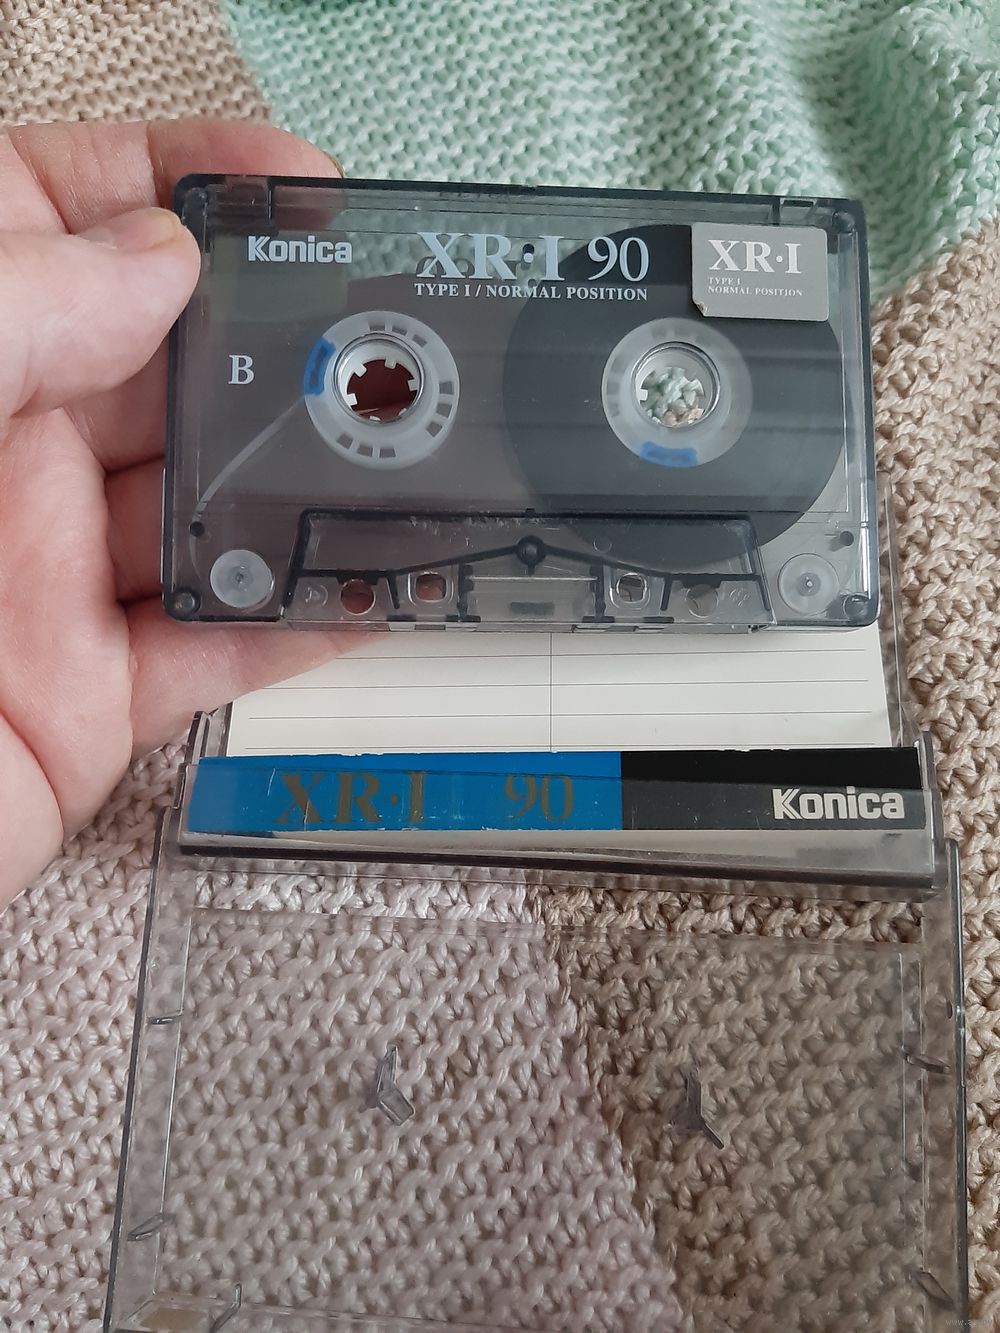 Konica
XR·I 90
TYPE I / NORMAL POSITION
XR·I
TYPE I
NORMAL POSITION
B
XR·I 90
Konica